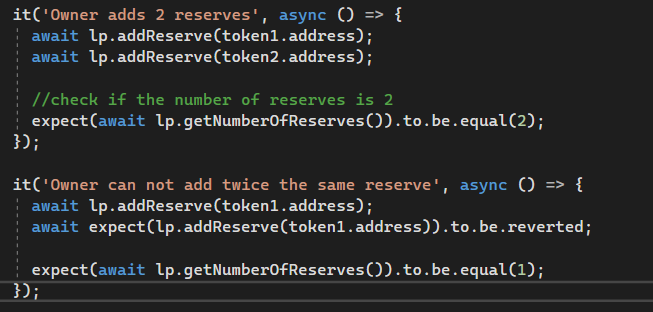 it('Owner adds 2 reserves', async () => {
  await lp.addReserve(token1.address);
  await lp.addReserve(token2.address);

  //check if the number of reserves is 2
  expect(await lp.getNumberOfReserves()).to.be.equal(2);
});

it('Owner can not add twice the same reserve', async () => {
  await lp.addReserve(token1.address);
  await expect(lp.addReserve(token1.address)).to.be.reverted;

  expect(await lp.getNumberOfReserves()).to.be.equal(1);
});